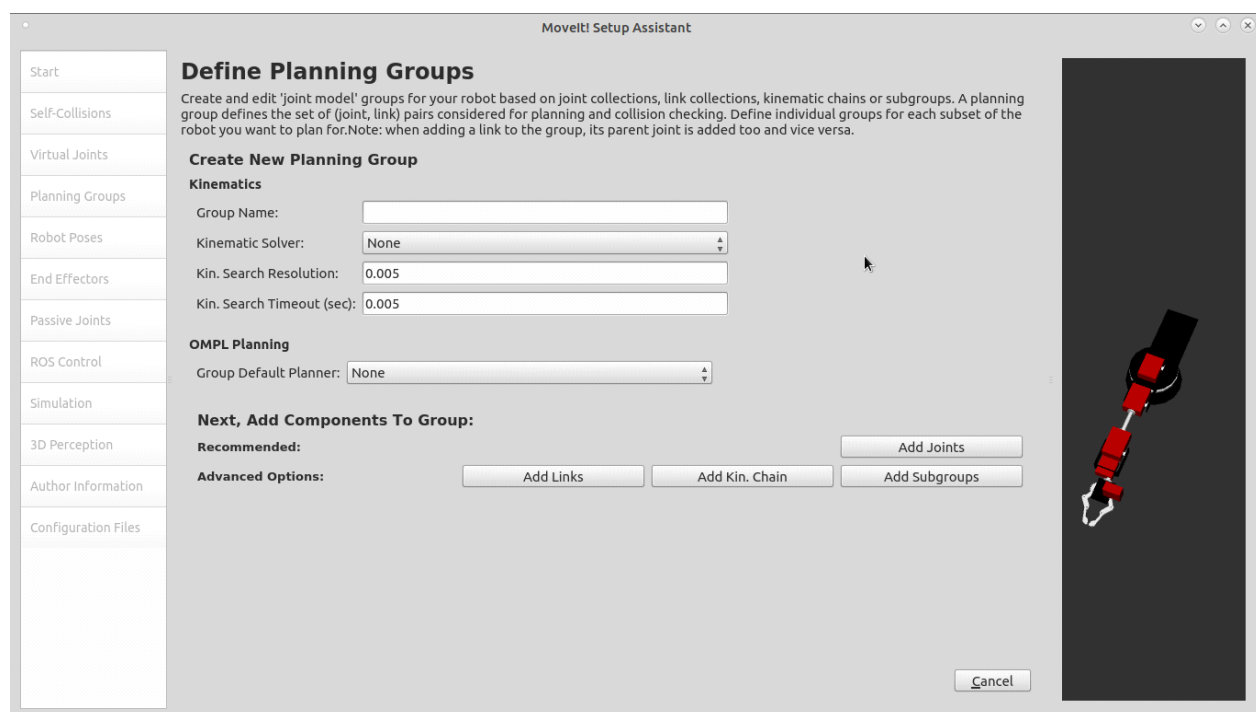 MoveIt! Setup Assistant
Start
Self-Collisions
Virtual Joints
Planning Groups
Robot Poses
End Effectors
Passive Joints
ROS Control
Simulation
3D Perception
Author Information
Configuration Files
Define Planning Groups
Create and edit 'joint model' groups for your robot based on joint collections, link collections, kinematic chains or subgroups. A planning
group defines the set of (joint, link) pairs considered for planning and collision checking. Define individual groups for each subset of the
robot you want to plan for.Note: when adding a link to the group, its parent joint is added too and vice versa.
Create New Planning Group
Kinematics
Group Name:
Kinematic Solver: None
Kin. Search Resolution: 0.005
Kin. Search Timeout (sec): 0.005
OMPL Planning
Group Default Planner: None
Next, Add Components To Group:
Recommended: Add Joints
Advanced Options: Add Links Add Kin. Chain Add Subgroups
Cancel